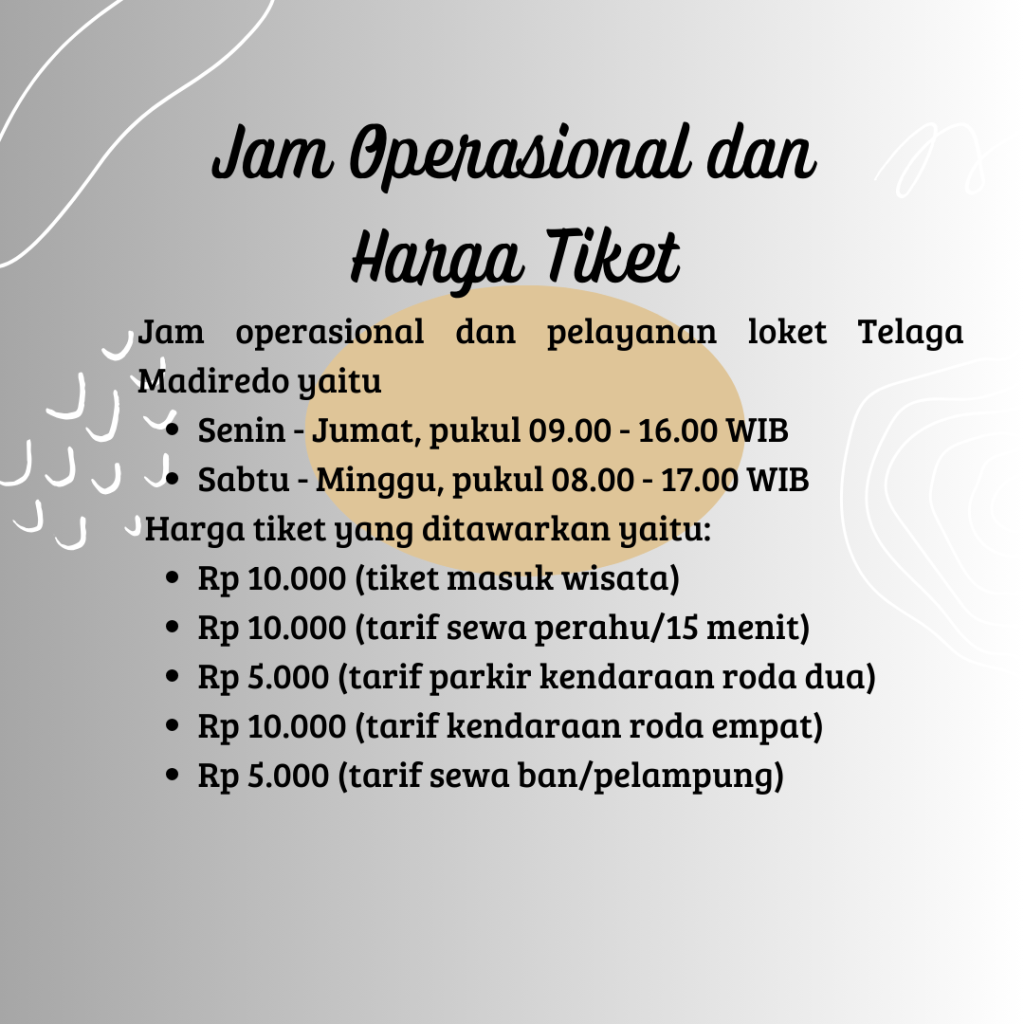 Jam Operasional dan
Harga Tiket
Jam operasional dan pelayanan loket Telaga
Madiredo yaitu
• Senin - Jumat, pukul 09.00 - 16.00 WIB
• Sabtu - Minggu, pukul 08.00 - 17.00 WIB
Harga tiket yang ditawarkan yaitu:
• Rp 10.000 (tiket masuk wisata)
• Rp 10.000 (tarif sewa perahu/15 menit)
• Rp 5.000 (tarif parkir kendaraan roda dua)
• Rp 10.000 (tarif kendaraan roda empat)
• Rp 5.000 (tarif sewa ban/pelampung)